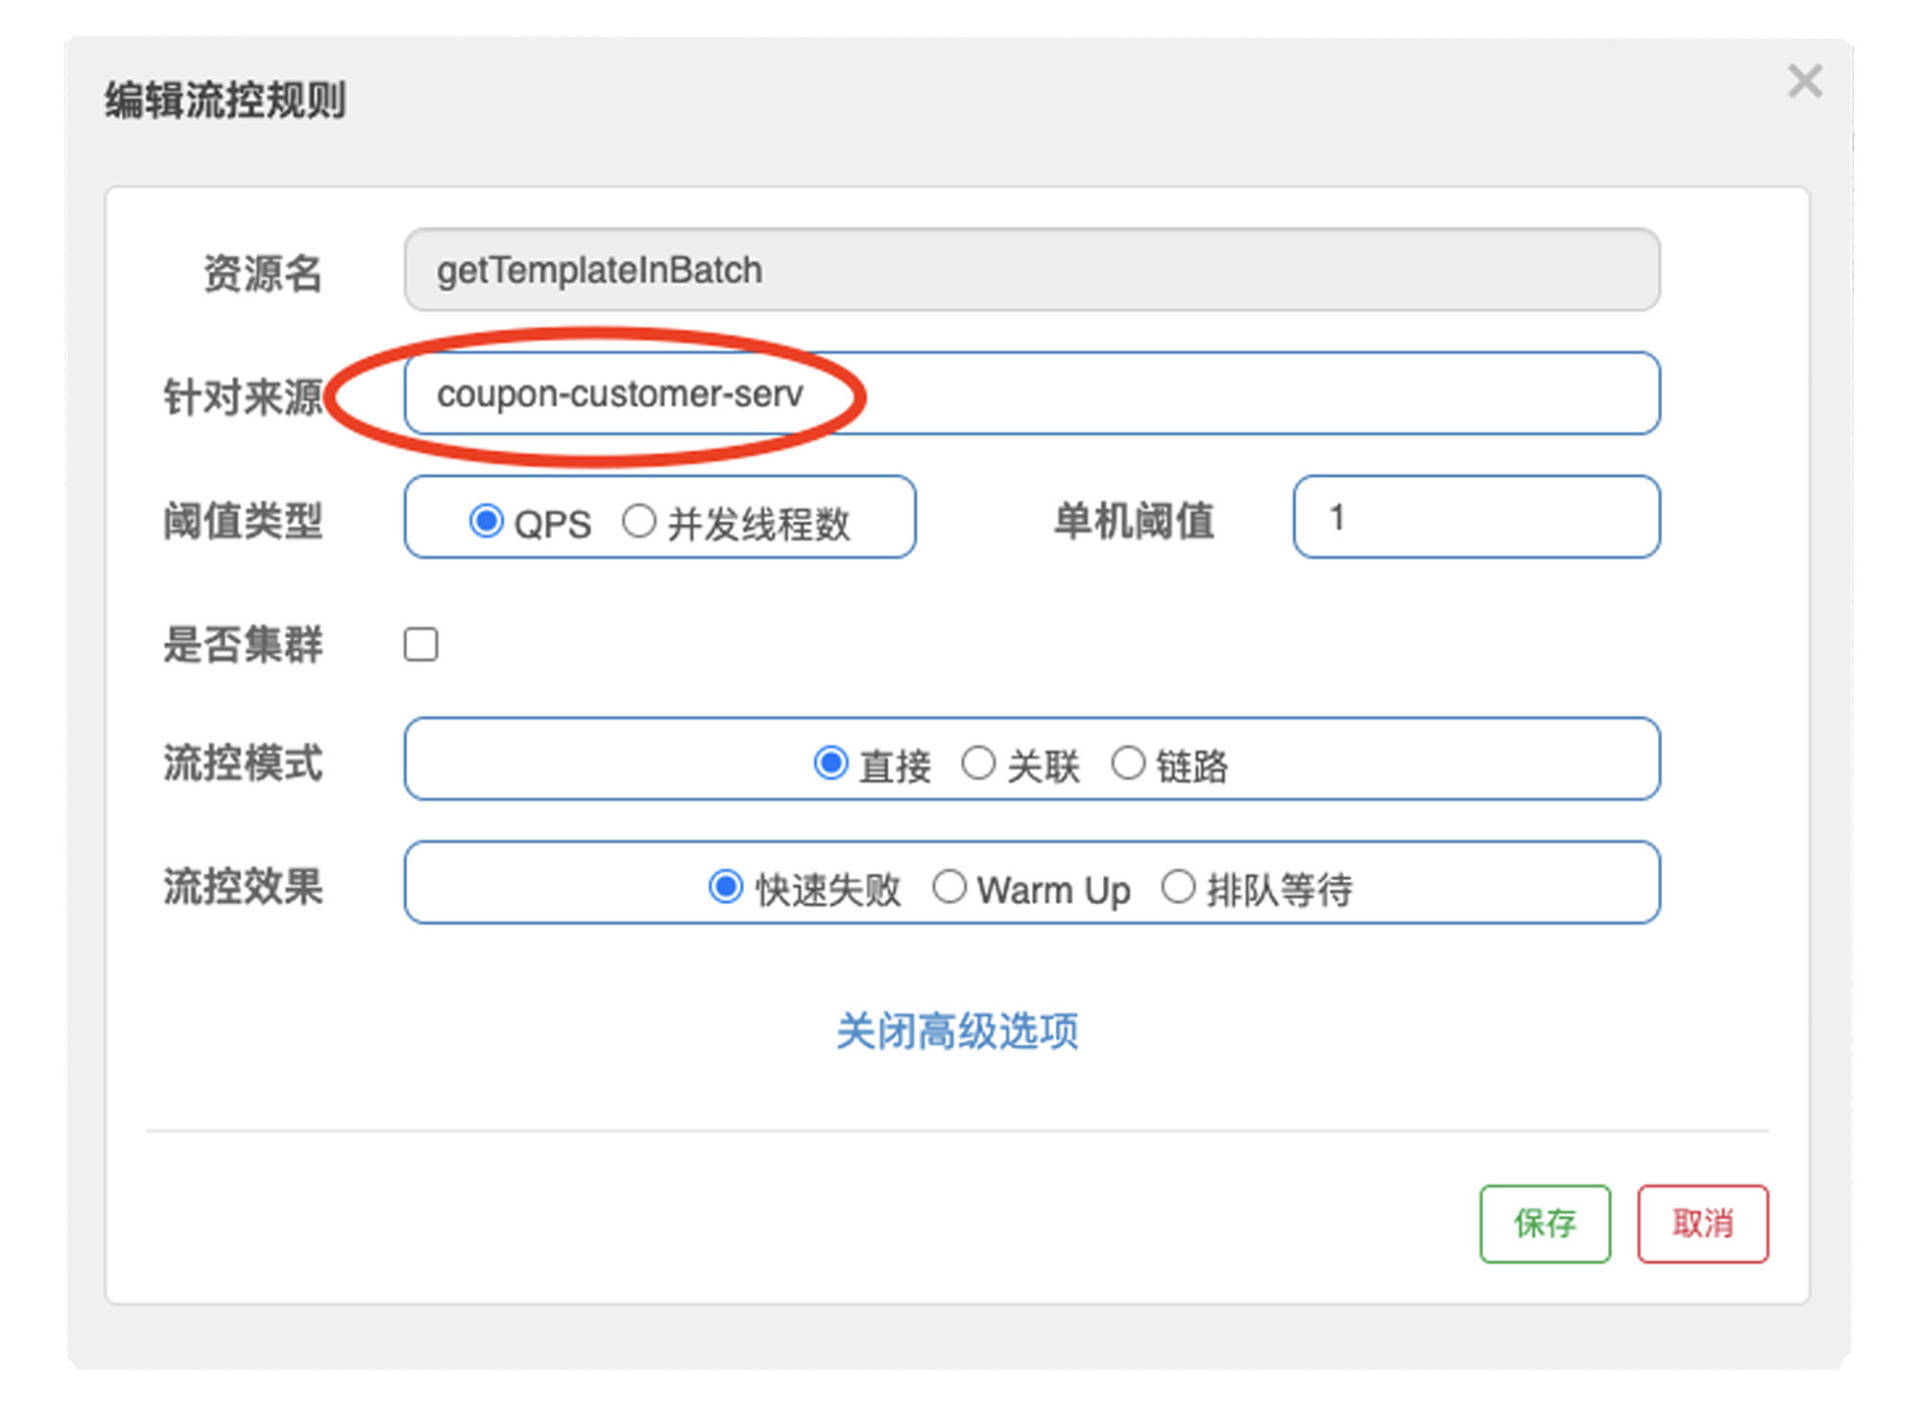 编辑流控规则
资源名 getTemplateInBatch
针对来源 coupon-customer-serv
阈值类型 QPS 并发线程数 单机阈值 1
是否集群
流控模式 直接 关联 链路
流控效果 快速失败 Warm Up 排队等待
关闭高级选项
保存 取消